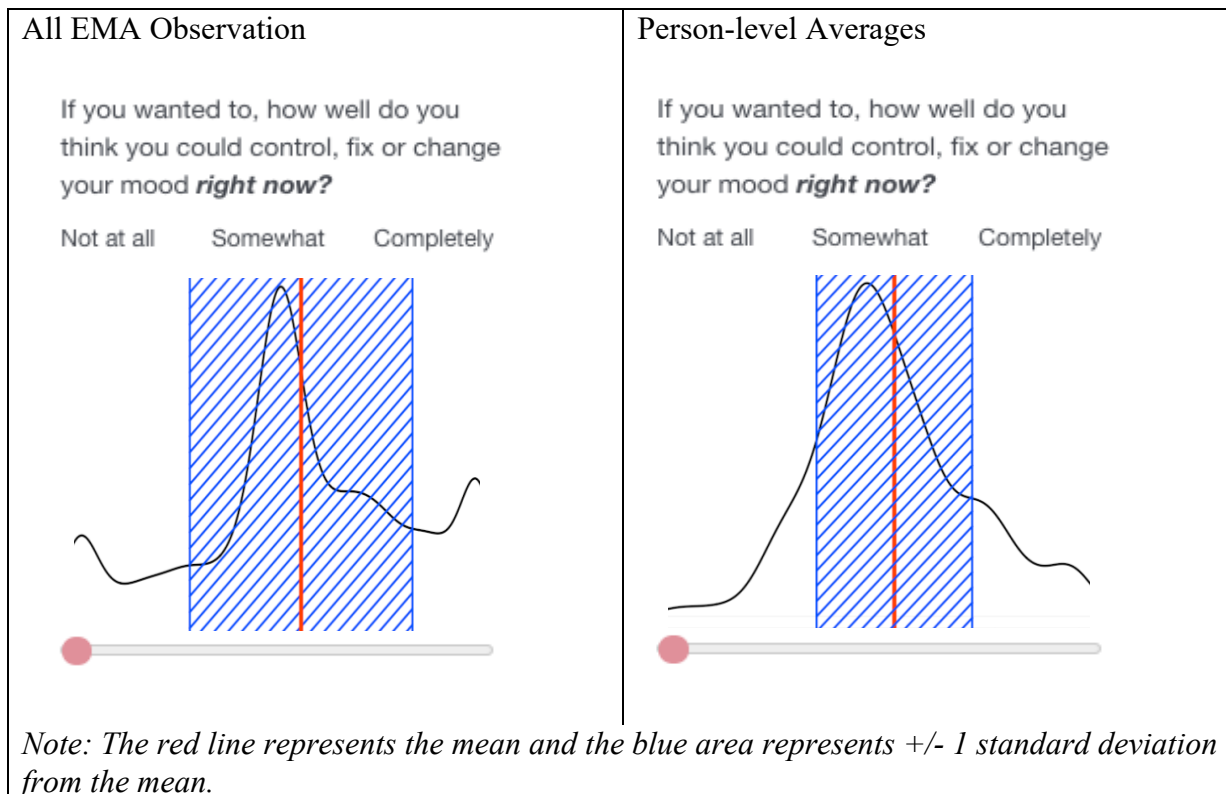 All EMA Observation
If you wanted to, how well do you
think you could control, fix or change
your mood right now?
Not at all Somewhat Completely
Person-level Averages
If you wanted to, how well do you
think you could control, fix or change
your mood right now?
Not at all Somewhat Completely
Note: The red line represents the mean and the blue area represents +/- 1 standard deviation
from the mean.